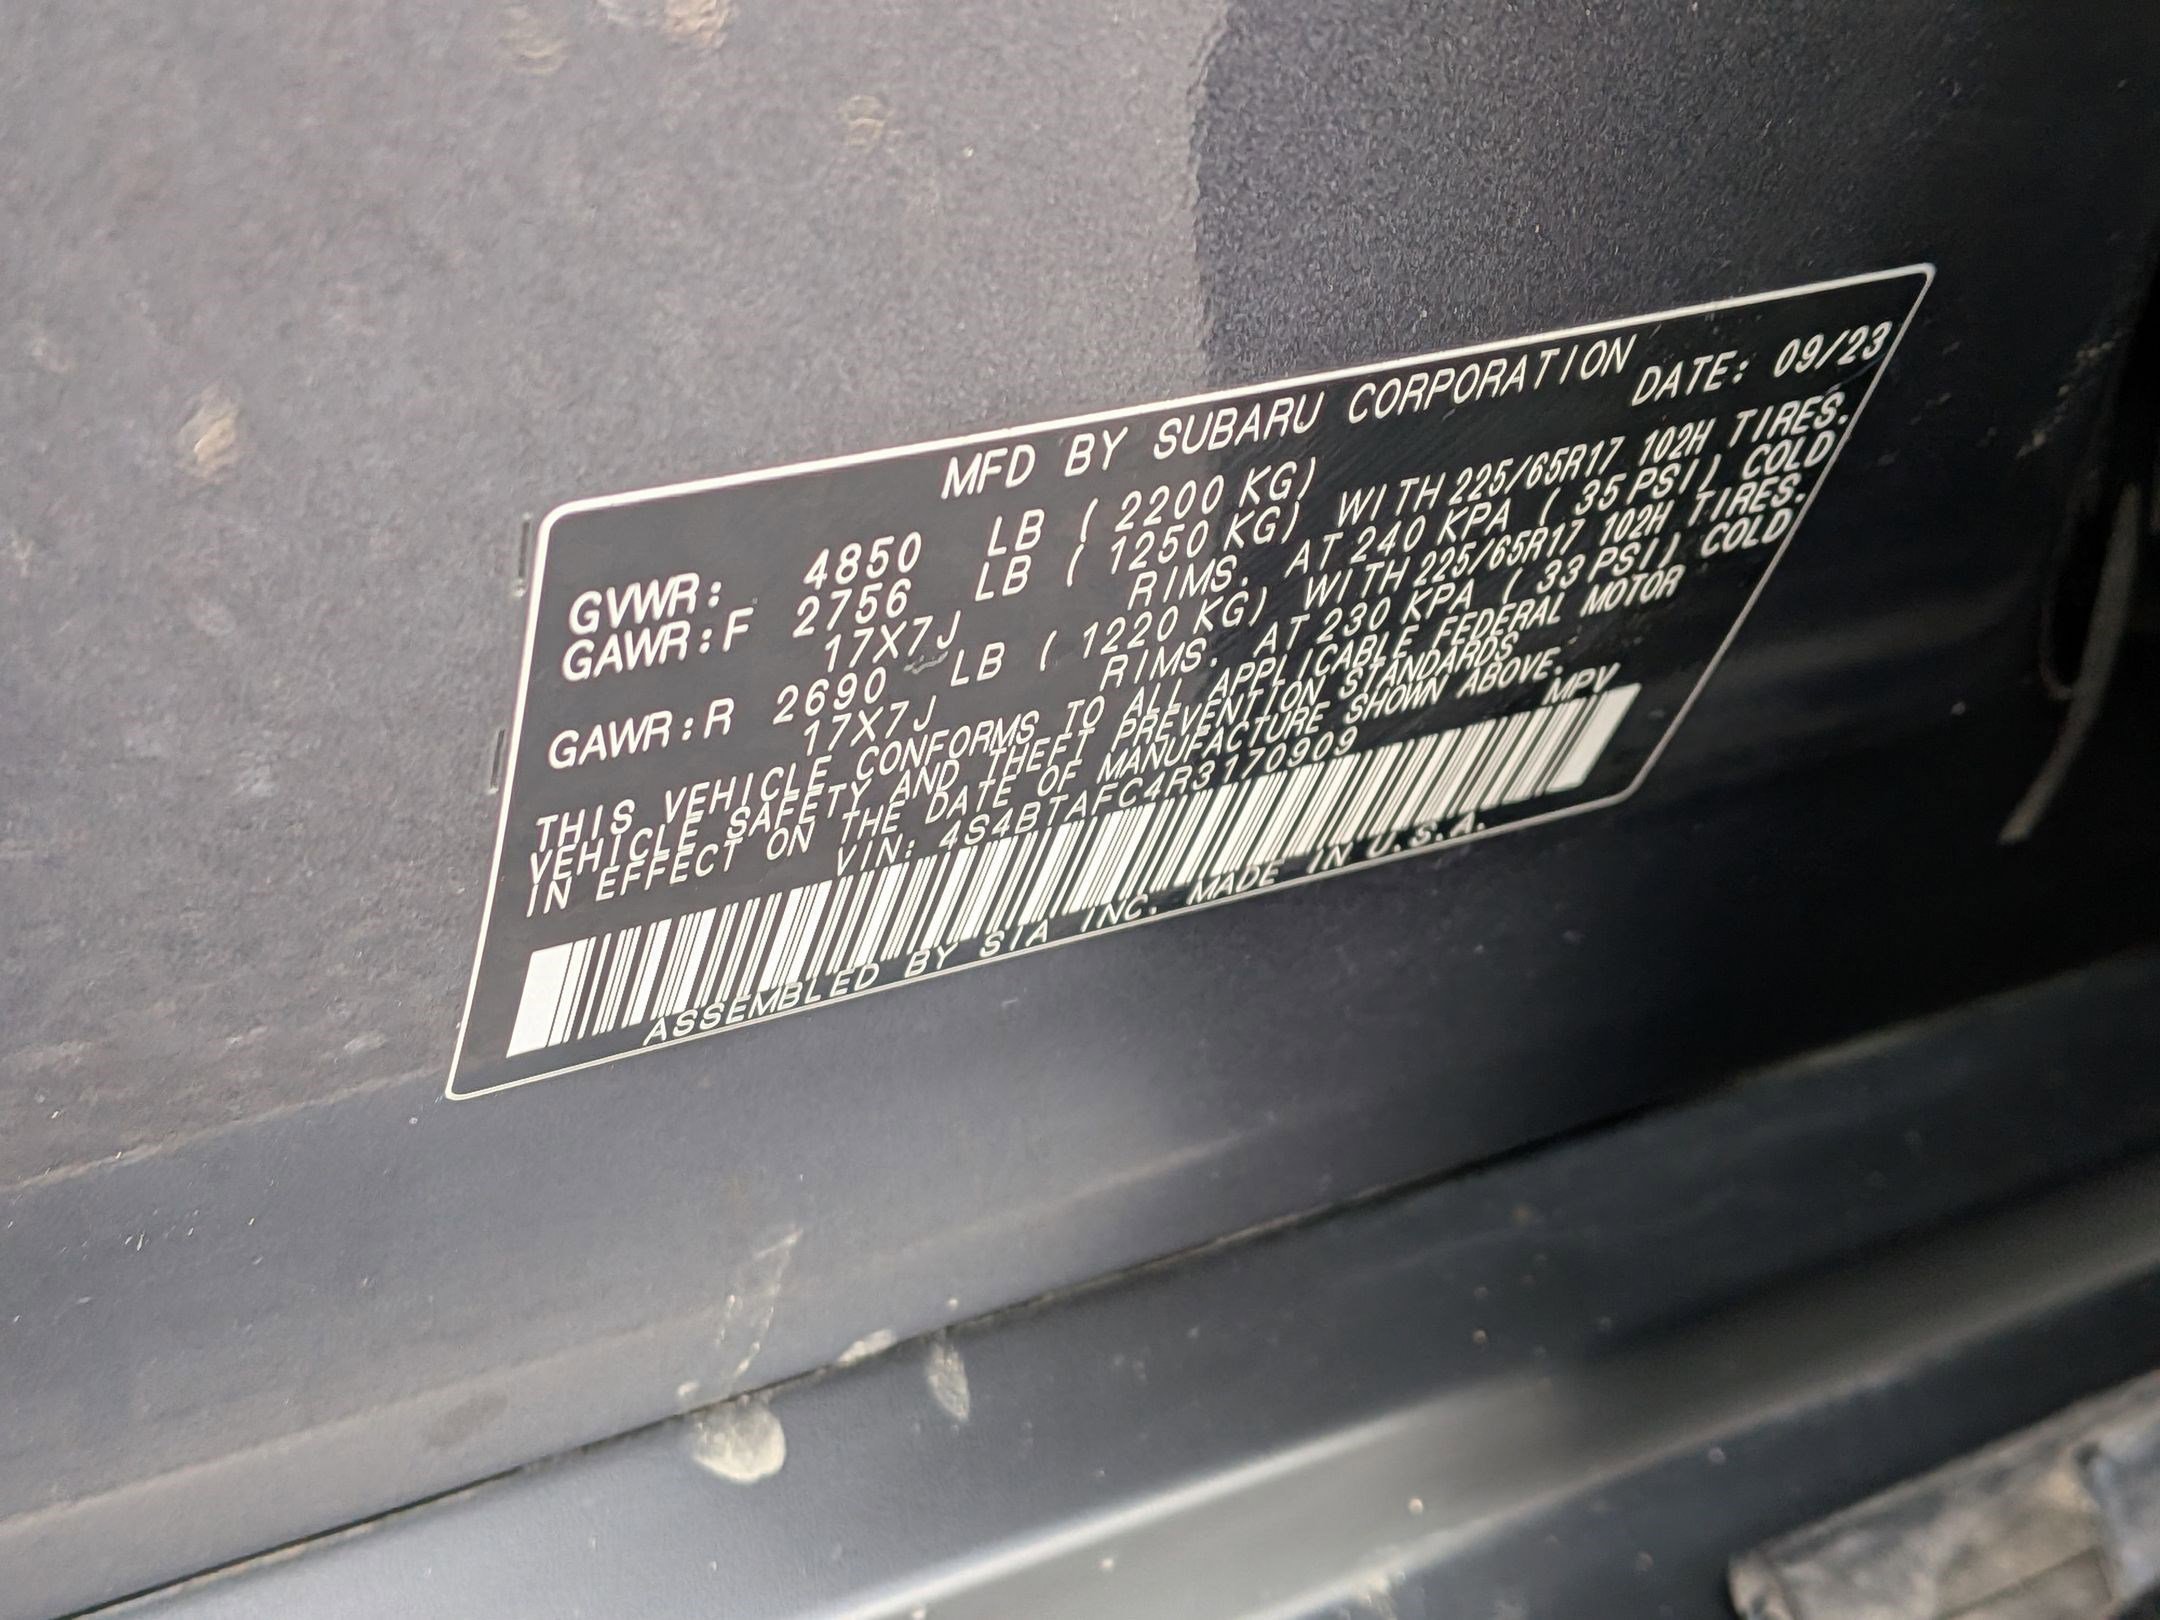 MFD BY SUBARU CORPORATION
DATE: 09/23
GVWR: 4850 LB ( 2200 KG)
GAWR:F 2756 LB ( 1250 KG) WITH 225/65R17 102H TIRES.
17X7J RIMS. AT 240 KPA ( 35 PSI) COLD
GAWR:R 2690 LB ( 1220 KG) WITH 225/65R17 102H TIRES.
17X7J RIMS. AT 230 KPA ( 33 PSI) COLD
THIS VEHICLE CONFORMS TO ALL APPLICABLE FEDERAL MOTOR
VEHICLE SAFETY AND THEFT PREVENTION STANDARDS
IN EFFECT ON THE DATE OF MANUFACTURE SHOWN ABOVE.
VIN: 4S4BTAFC4R3170909 MPV
ASSEMBLED BY SIA INC. MADE IN U.S.A.